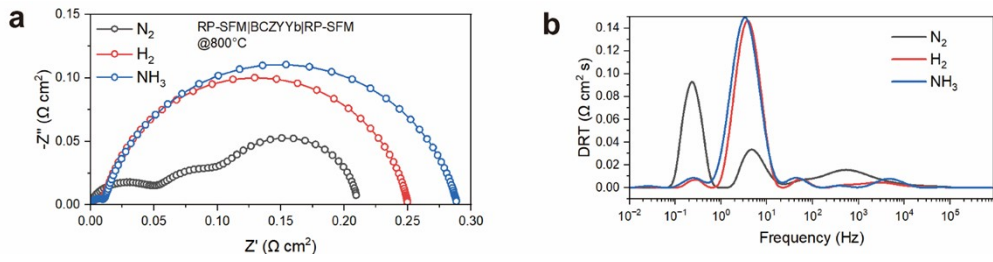 a
N₂
H₂
NH₃
RP-SFM|BCZYYb|RP-SFM
@800°C
-Z'' (Ω cm²)
0.10
0.05
0.00
0.00 0.05 0.10 0.15 0.20 0.25 0.30
Z' (Ω cm²)
b
N₂
H₂
NH₃
DRT (Ω cm² s)
0.14
0.12
0.10
0.08
0.06
0.04
0.02
0.00
10⁻² 10⁻¹ 10⁰ 10¹ 10² 10³ 10⁴ 10⁵
Frequency (Hz)